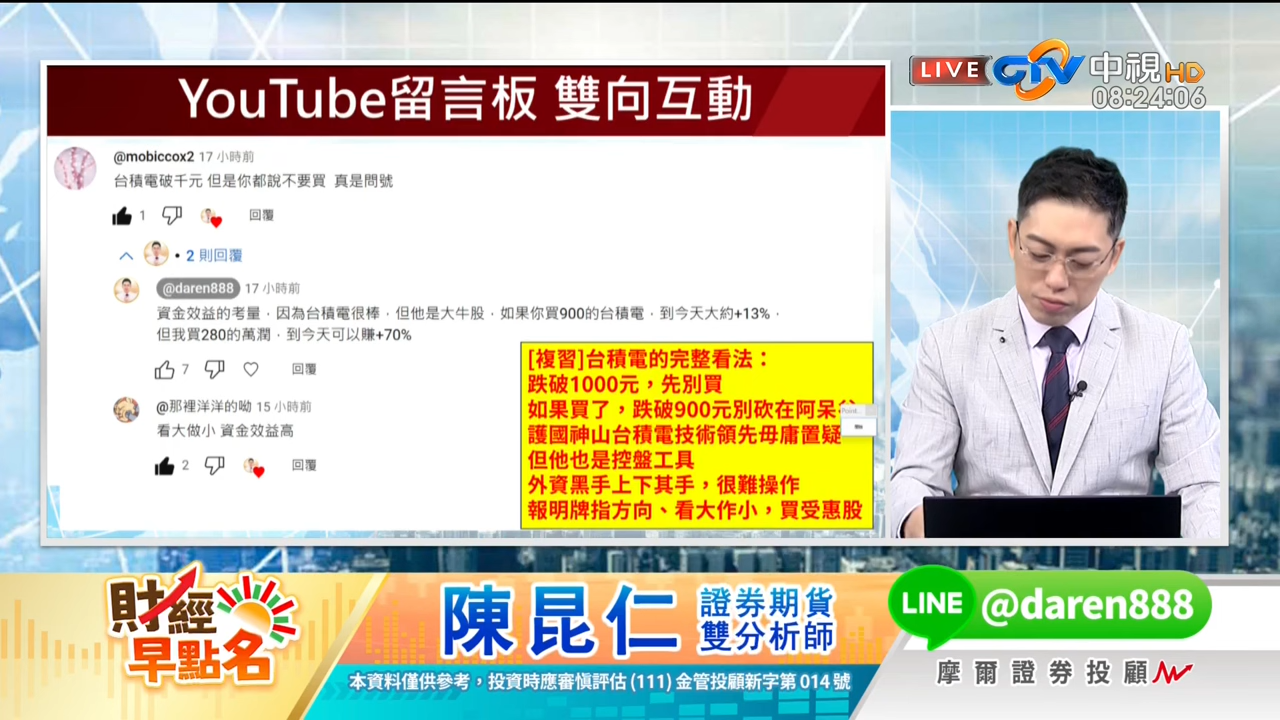 YouTube留言板 雙向互動
LIVE CTV 中視HD
08:24:06
@mobiccox2 17 小時前
台積電破千元 但是你都說不要買 真是問號
1 回覆
2 則回覆
@daren888 17 小時前
資金效益的考量，因為台積電很棒，但他是大牛股，如果你買900的台積電，到今天大約+13%，
但我買280的萬潤，到今天可以賺+70%
7 回覆
@那裡洋洋的呦 15 小時前
看大做小 資金效益高
2 回覆
[複習]台積電的完整看法：
跌破1000元，先別買
如果買了，跌破900元別砍在阿呆谷
護國神山台積電技術領先毋庸置疑
但他也是控盤工具
外資黑手上下其手，很難操作
報明牌指方向、看大作小，買受惠股
財經早點名
陳昆仁 證券期貨雙分析師
LINE @daren888
摩爾證券投顧
本資料僅供參考，投資時應審慎評估 (111) 金管投顧新字第 014 號